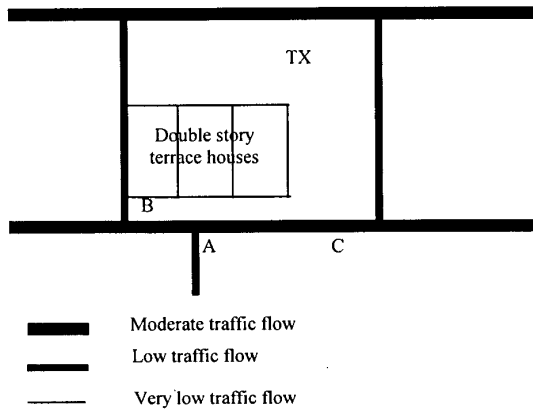 TX
Double story
terrace houses
B
A
C
Moderate traffic flow
Low traffic flow
Very low traffic flow